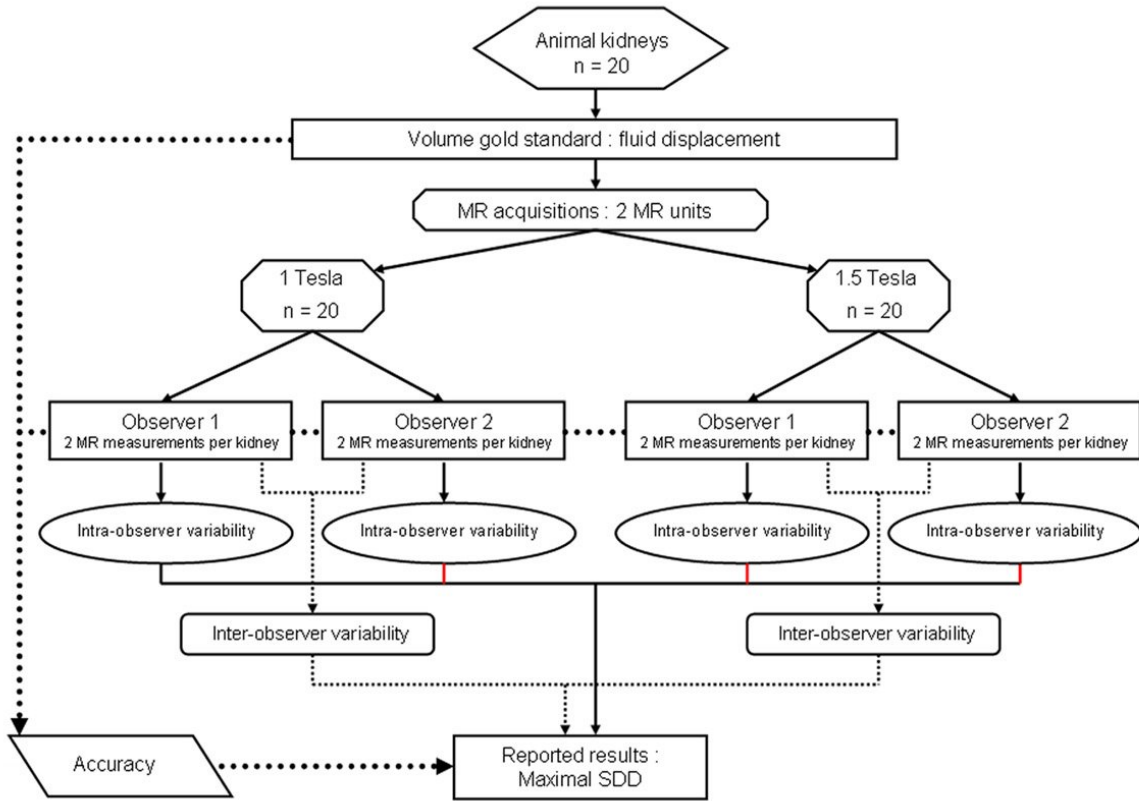 Animal kidneys
n = 20
Volume gold standard : fluid displacement
MR acquisitions : 2 MR units
1 Tesla
n = 20
1.5 Tesla
n = 20
Observer 1
2 MR measurements per kidney
Observer 2
2 MR measurements per kidney
Observer 1
2 MR measurements per kidney
Observer 2
2 MR measurements per kidney
Intra-observer variability
Intra-observer variability
Intra-observer variability
Intra-observer variability
Inter-observer variability
Inter-observer variability
Accuracy
Reported results :
Maximal SDD